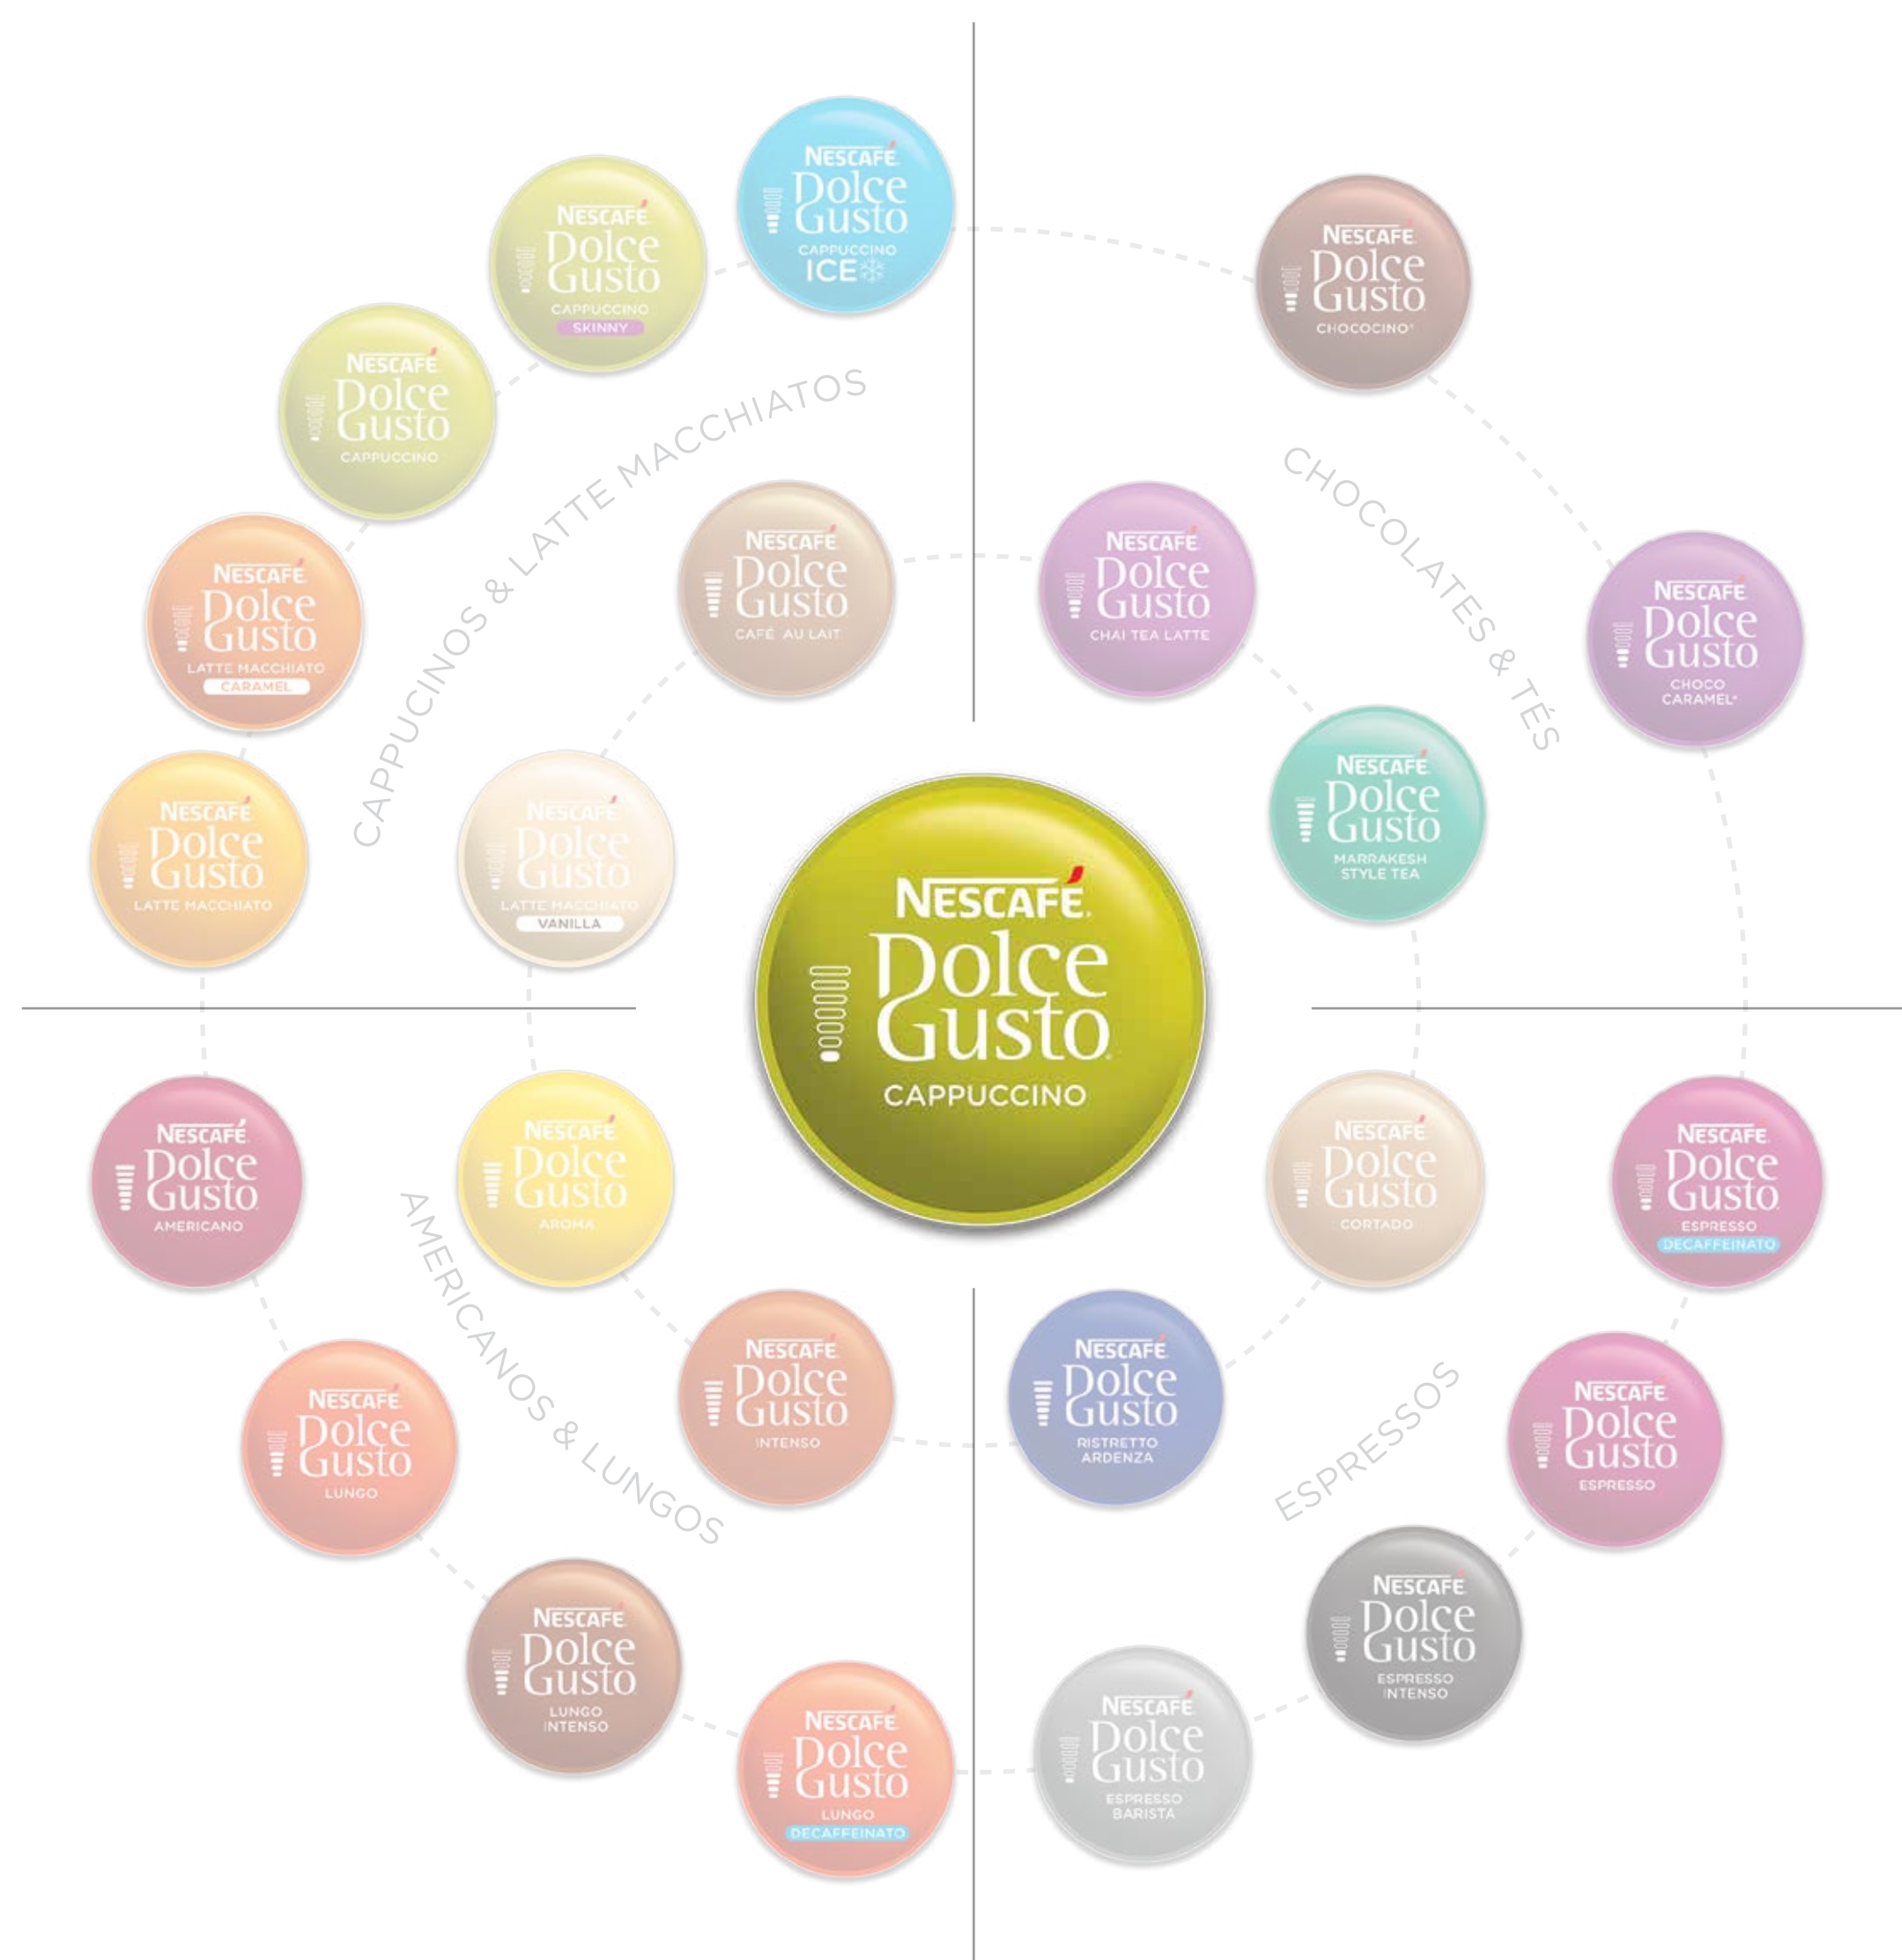 NESCAFÉ
Dolce
Gusto
CAPPUCCINO
ICE
NESCAFÉ
Dolce
Gusto
CAPPUCCINO
SKINNY
NESCAFÉ
Dolce
Gusto
CAPPUCCINO
NESCAFÉ
Dolce
Gusto
LATTE MACCHIATO
CARAMEL
NESCAFÉ
Dolce
Gusto
LATTE MACCHIATO
CAPPUCINOS & LATTE MACCHIATOS
NESCAFÉ
Dolce
Gusto
CAFÉ AU LAIT
NESCAFÉ
Dolce
Gusto
LATTE MACCHIATO
VANILLA
NESCAFÉ
Dolce
Gusto
CHOCOCINO*
NESCAFÉ
Dolce
Gusto
CHOCO
CARAMEL*
CHOCOLATES & TÉS
NESCAFÉ
Dolce
Gusto
CHAI TEA LATTE
NESCAFÉ
Dolce
Gusto
MARRAKESH
STYLE TEA
NESCAFÉ
Dolce
Gusto
CAPPUCCINO
NESCAFÉ
Dolce
Gusto
AMERICANO
NESCAFÉ
Dolce
Gusto
AROMA
NESCAFÉ
Dolce
Gusto
INTENSO
AMERICANOS & LUNGOS
NESCAFÉ
Dolce
Gusto
LUNGO
NESCAFÉ
Dolce
Gusto
LUNGO
INTENSO
NESCAFÉ
Dolce
Gusto
LUNGO
DECAFFEINATO
NESCAFÉ
Dolce
Gusto
CORTADO
NESCAFÉ
Dolce
Gusto
ESPRESSO
DECAFFEINATO
NESCAFÉ
Dolce
Gusto
RISTRETTO
ARDENZA
ESPRESSOS
NESCAFÉ
Dolce
Gusto
ESPRESSO
NESCAFÉ
Dolce
Gusto
ESPRESSO
INTENSO
NESCAFÉ
Dolce
Gusto
ESPRESSO
BARISTA